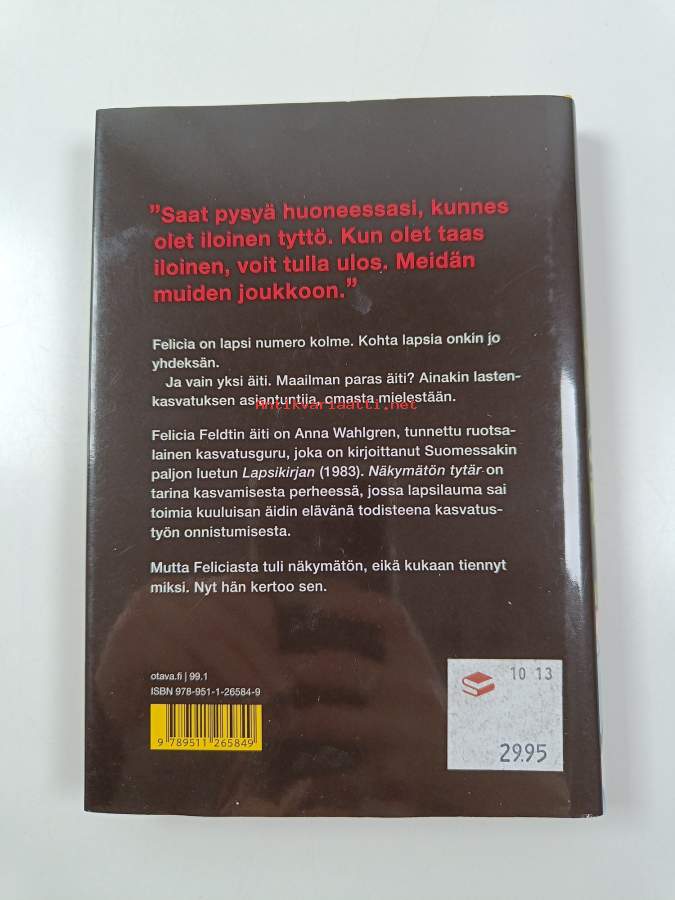 ”Saat pysyä huoneessasi, kunnes
olet iloinen tyttö. Kun olet taas
iloinen, voit tulla ulos. Meidän
muiden joukkoon.”
Felicia on lapsi numero kolme. Kohta lapsia onkin jo
yhdeksän.
Ja vain yksi äiti. Maailman paras äiti? Ainakin lasten-
kasvatuksen asiantuntija, omasta mielestään.
Antikvariaatti.net
Felicia Feldtin äiti on Anna Wahlgren, tunnettu ruotsa-
lainen kasvatusguru, joka on kirjoittanut Suomessakin
paljon luetun Lapsikirjan (1983). Näkymätön tytär on
tarina kasvamisesta perheessä, jossa lapsilauma sai
toimia kuuluisan äidin elävänä todisteena kasvatus-
työn onnistumisesta.
Mutta Feliciasta tuli näkymätön, eikä kukaan tiennyt
miksi. Nyt hän kertoo sen.
otava.fi | 99.1
ISBN 978-951-1-26584-9
9 789511 265849
10 13
29.95